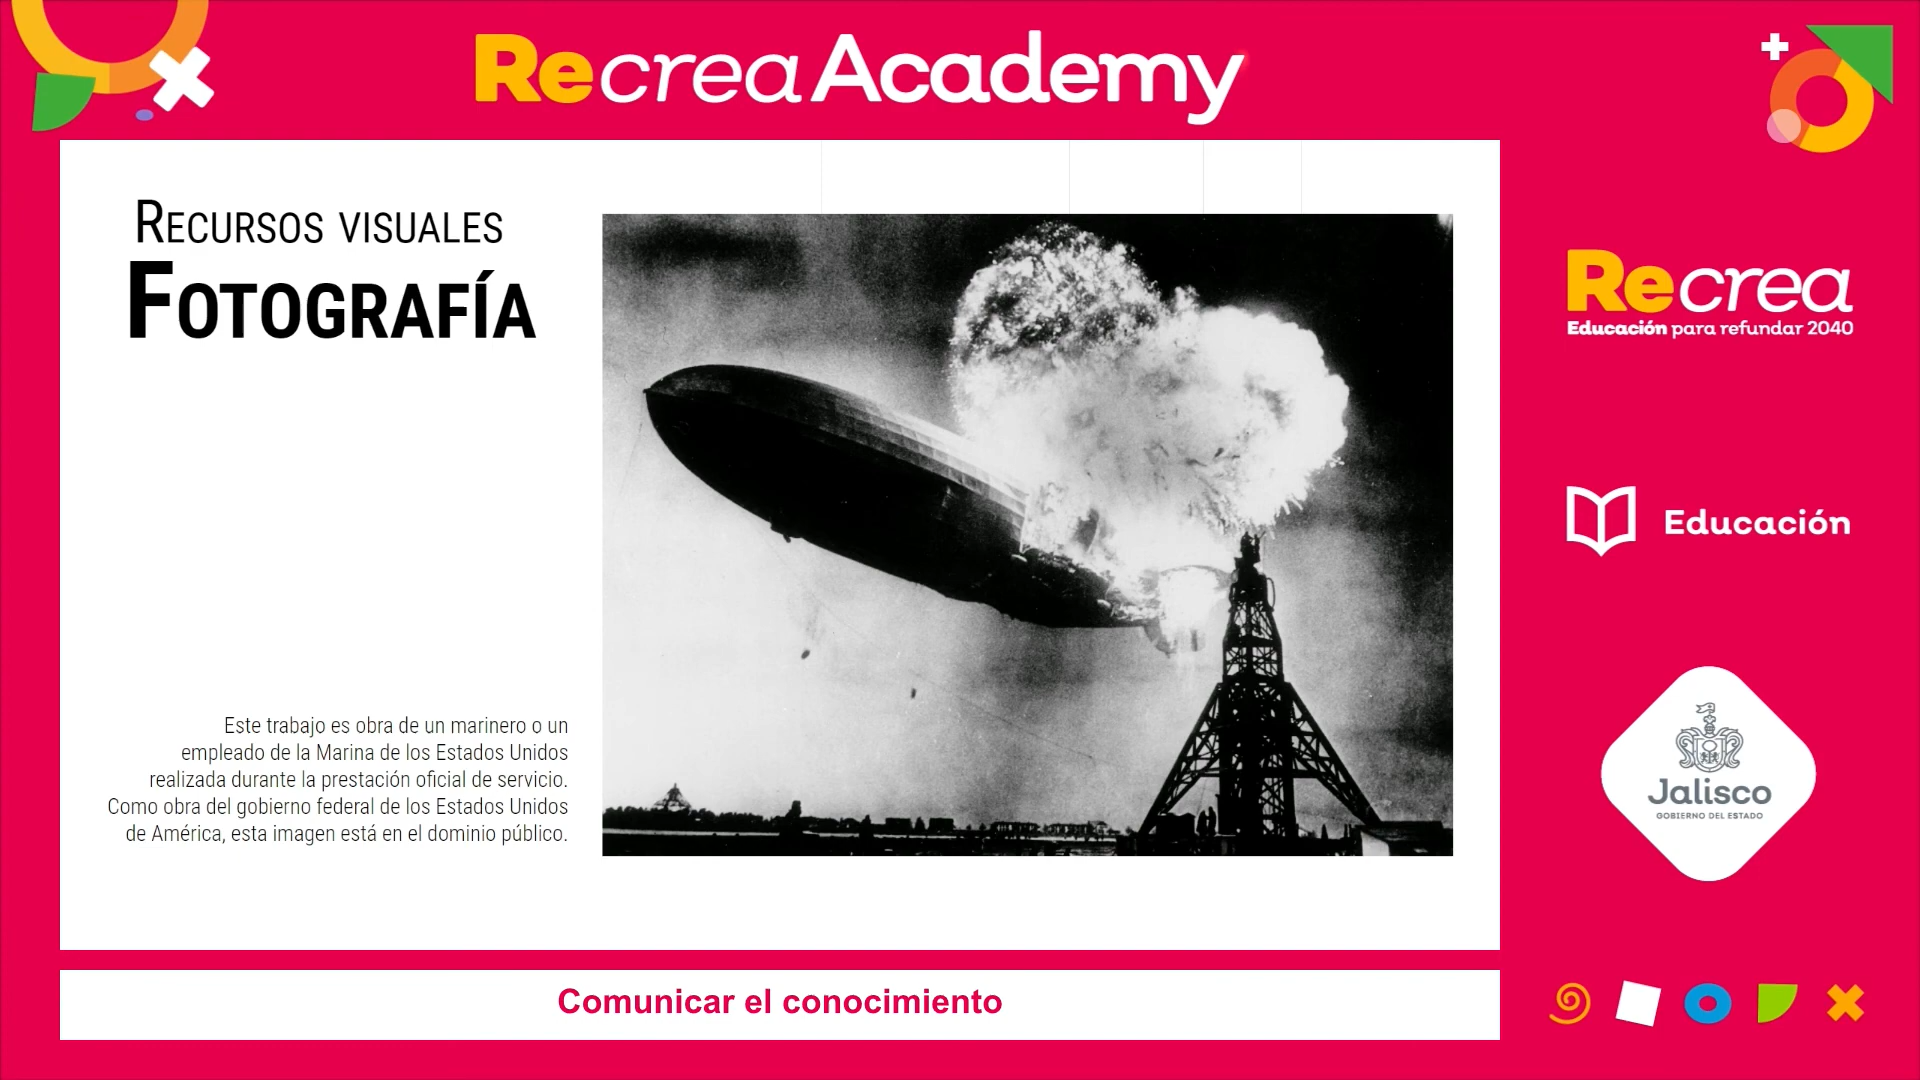 Recrea Academy
Recursos visuales
Fotografía
Este trabajo es obra de un marinero o un
empleado de la Marina de los Estados Unidos
realizada durante la prestación oficial de servicio.
Como obra del gobierno federal de los Estados Unidos
de América, esta imagen está en el dominio público.
Comunicar el conocimiento
Recrea
Educación para refundar 2040
Educación
Jalisco
GOBIERNO DEL ESTADO